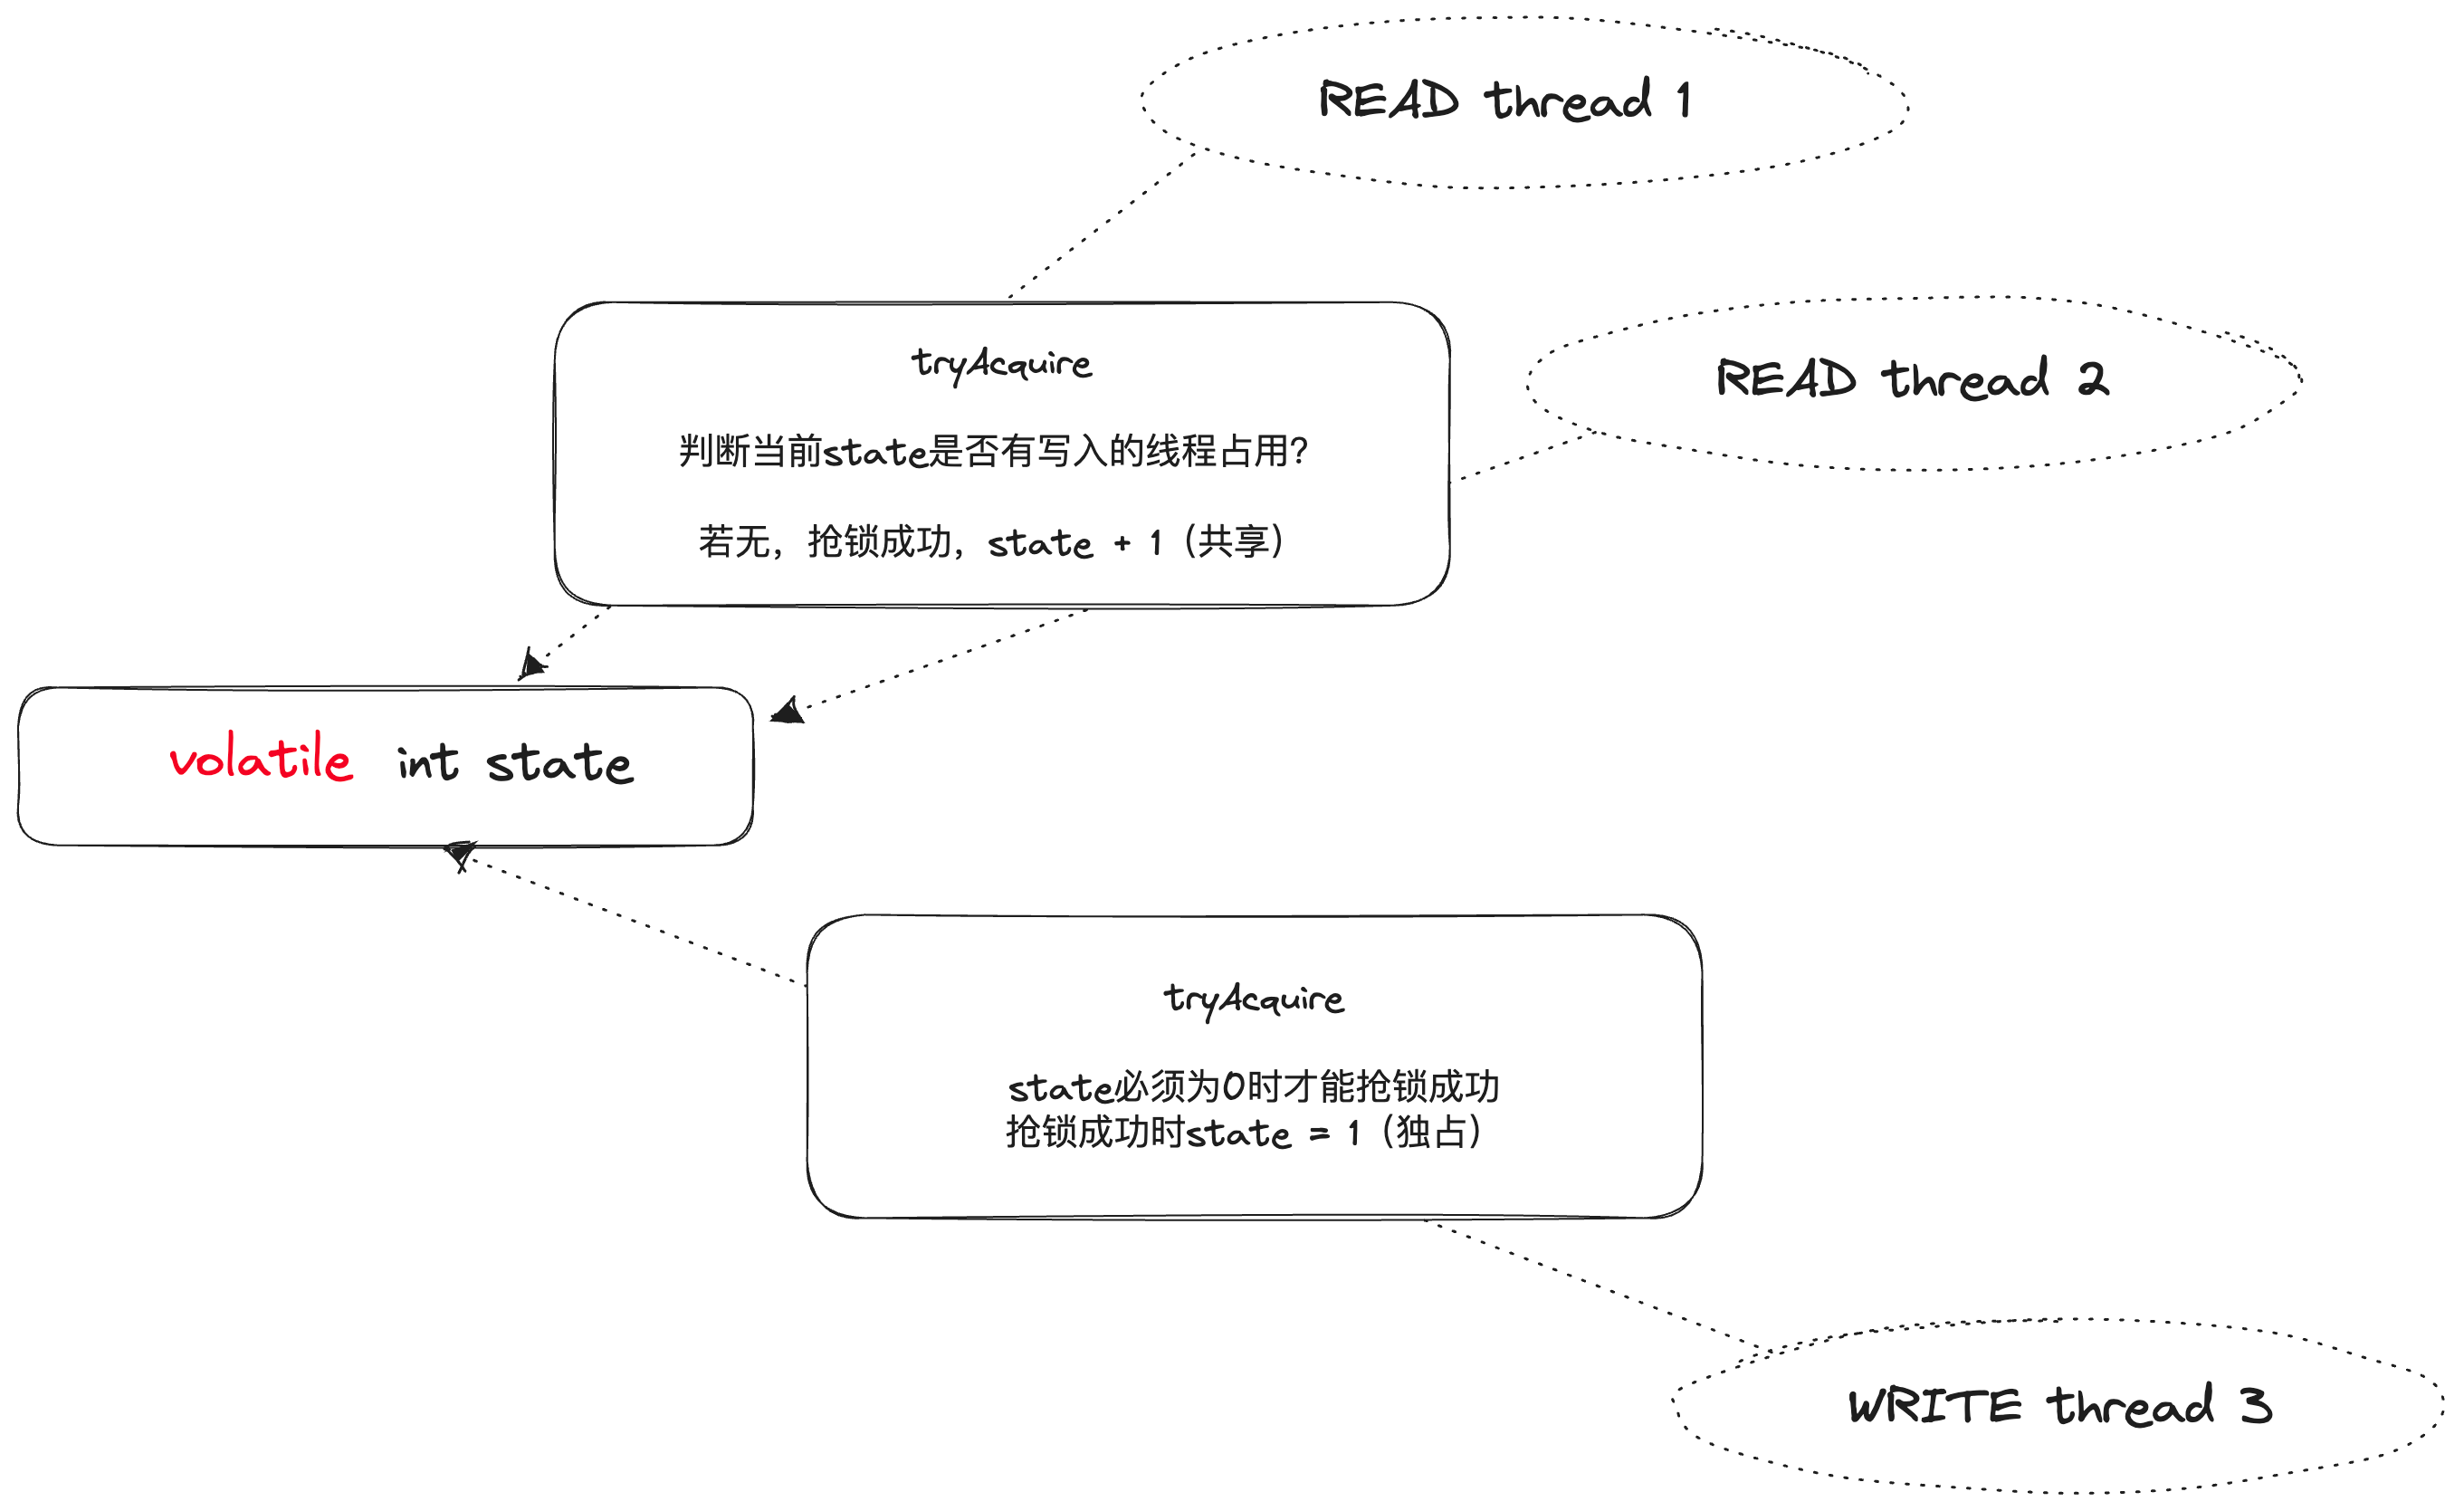 READ thread 1
tryAcquire
判断当前state是否有写入的线程占用？
若无，抢锁成功，state + 1（共享）
READ thread 2
volatile int state
tryAcquire
state必须为0时才能抢锁成功
抢锁成功时state = 1（独占）
WRITE thread 3